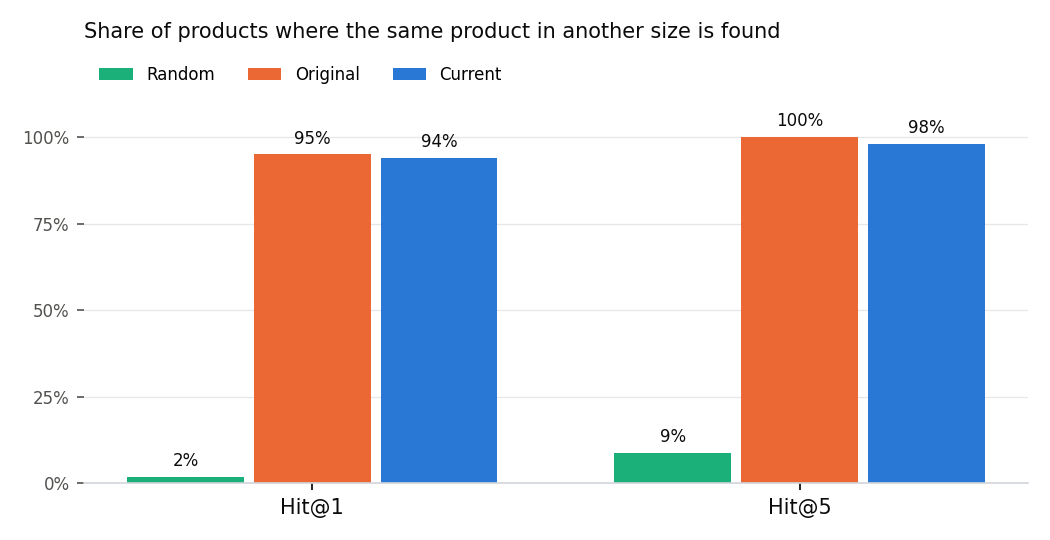 Share of products where the same product in another size is found
Random Original Current
100%
75%
50%
25%
0%
2%
95%
94%
9%
100%
98%
Hit@1
Hit@5